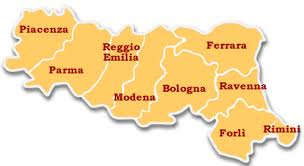 Piacenza
Parma
Reggio
Emilia
Modena
Bologna
Ferrara
Ravenna
Forlì
Rimini